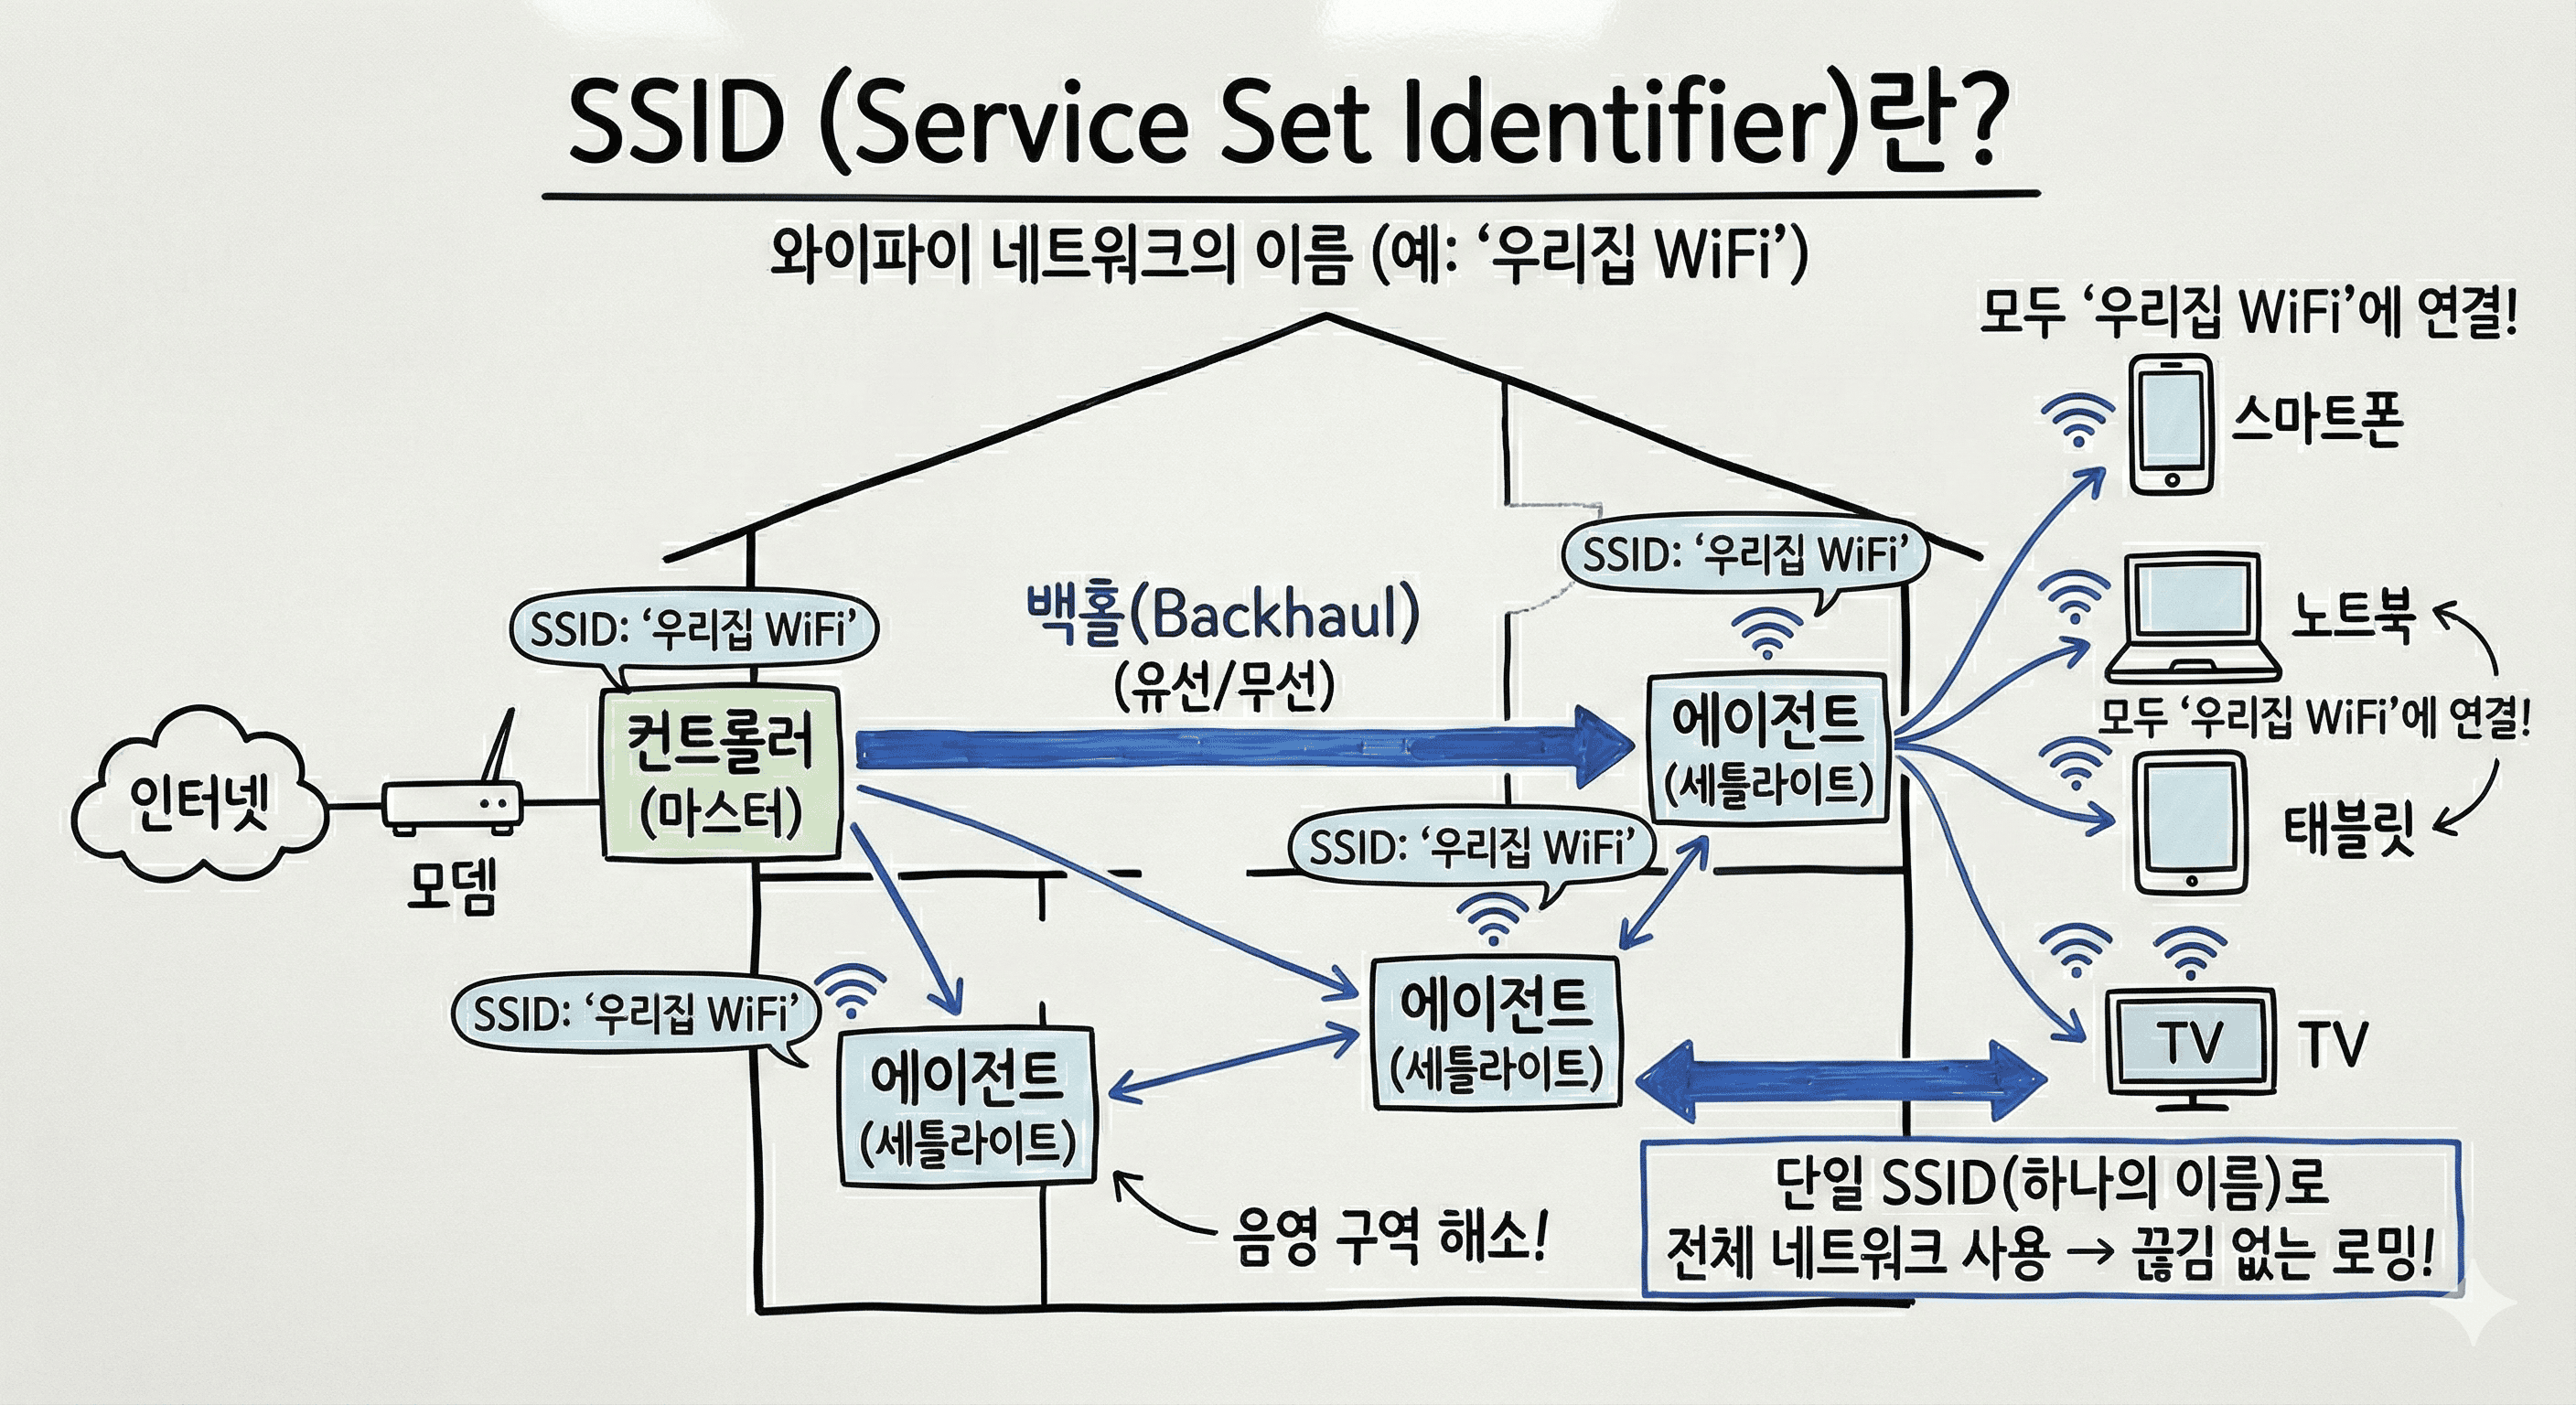 SSID (Service Set Identifier)란?
와이파이 네트워크의 이름 (예: ‘우리집 WiFi’)
모두 ‘우리집 WiFi’에 연결!
스마트폰
SSID: ‘우리집 WiFi’
SSID: ‘우리집 WiFi’
백홀(Backhaul)
(유선/무선)
노트북
인터넷
모뎀
컨트롤러
(마스터)
에이전트
(세틀라이트)
모두 ‘우리집 WiFi’에 연결!
태블릿
SSID: ‘우리집 WiFi’
SSID: ‘우리집 WiFi’
에이전트
(세틀라이트)
에이전트
(세틀라이트)
TV
TV
음영 구역 해소!
단일 SSID(하나의 이름)로
전체 네트워크 사용 → 끊김 없는 로밍!